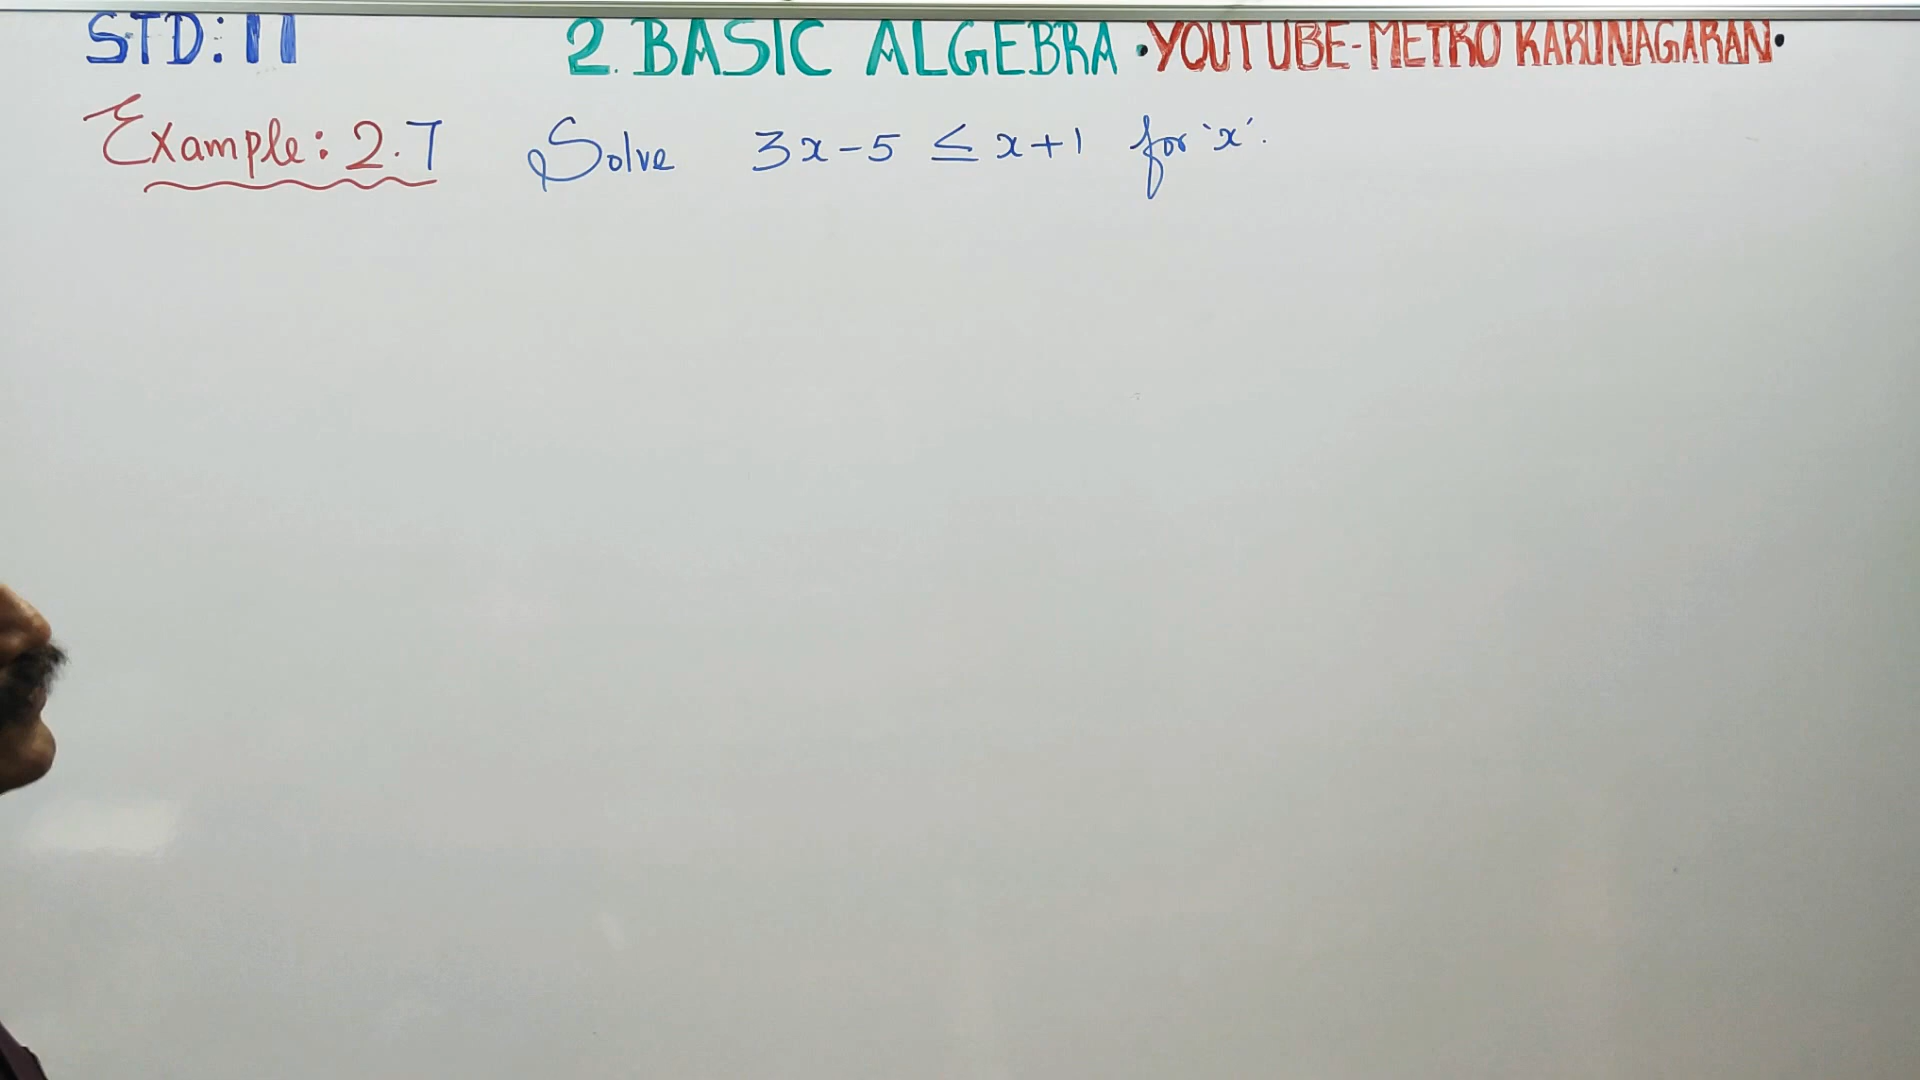 STD: 11 2. BASIC ALGEBRA • YOUTUBE-METRO KARUNAGARAN•
Example: 2.7 Solve 3x-5 ≤ x+1 for 'x'.